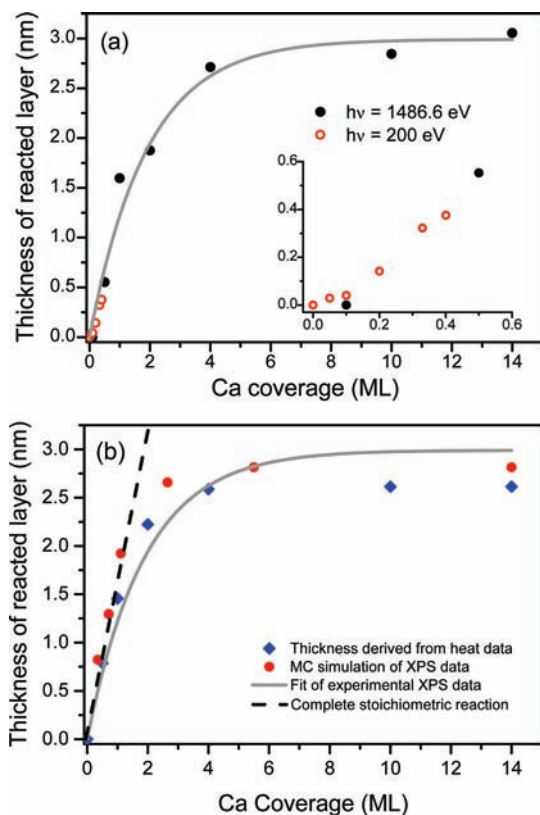 (a)
3.0
2.5
2.0
1.5
1.0
0.5
0.0
Thickness of reacted layer (nm)
hν = 1486.6 eV
hν = 200 eV
0.6
0.4
0.2
0.0
0.0 0.2 0.4 0.6
0 2 4 6 8 10 12 14
Ca coverage (ML)
(b)
3.0
2.5
2.0
1.5
1.0
0.5
0.0
Thickness of reacted layer (nm)
Thickness derived from heat data
MC simulation of XPS data
Fit of experimental XPS data
Complete stoichiometric reaction
0 2 4 6 8 10 12 14
Ca Coverage (ML)